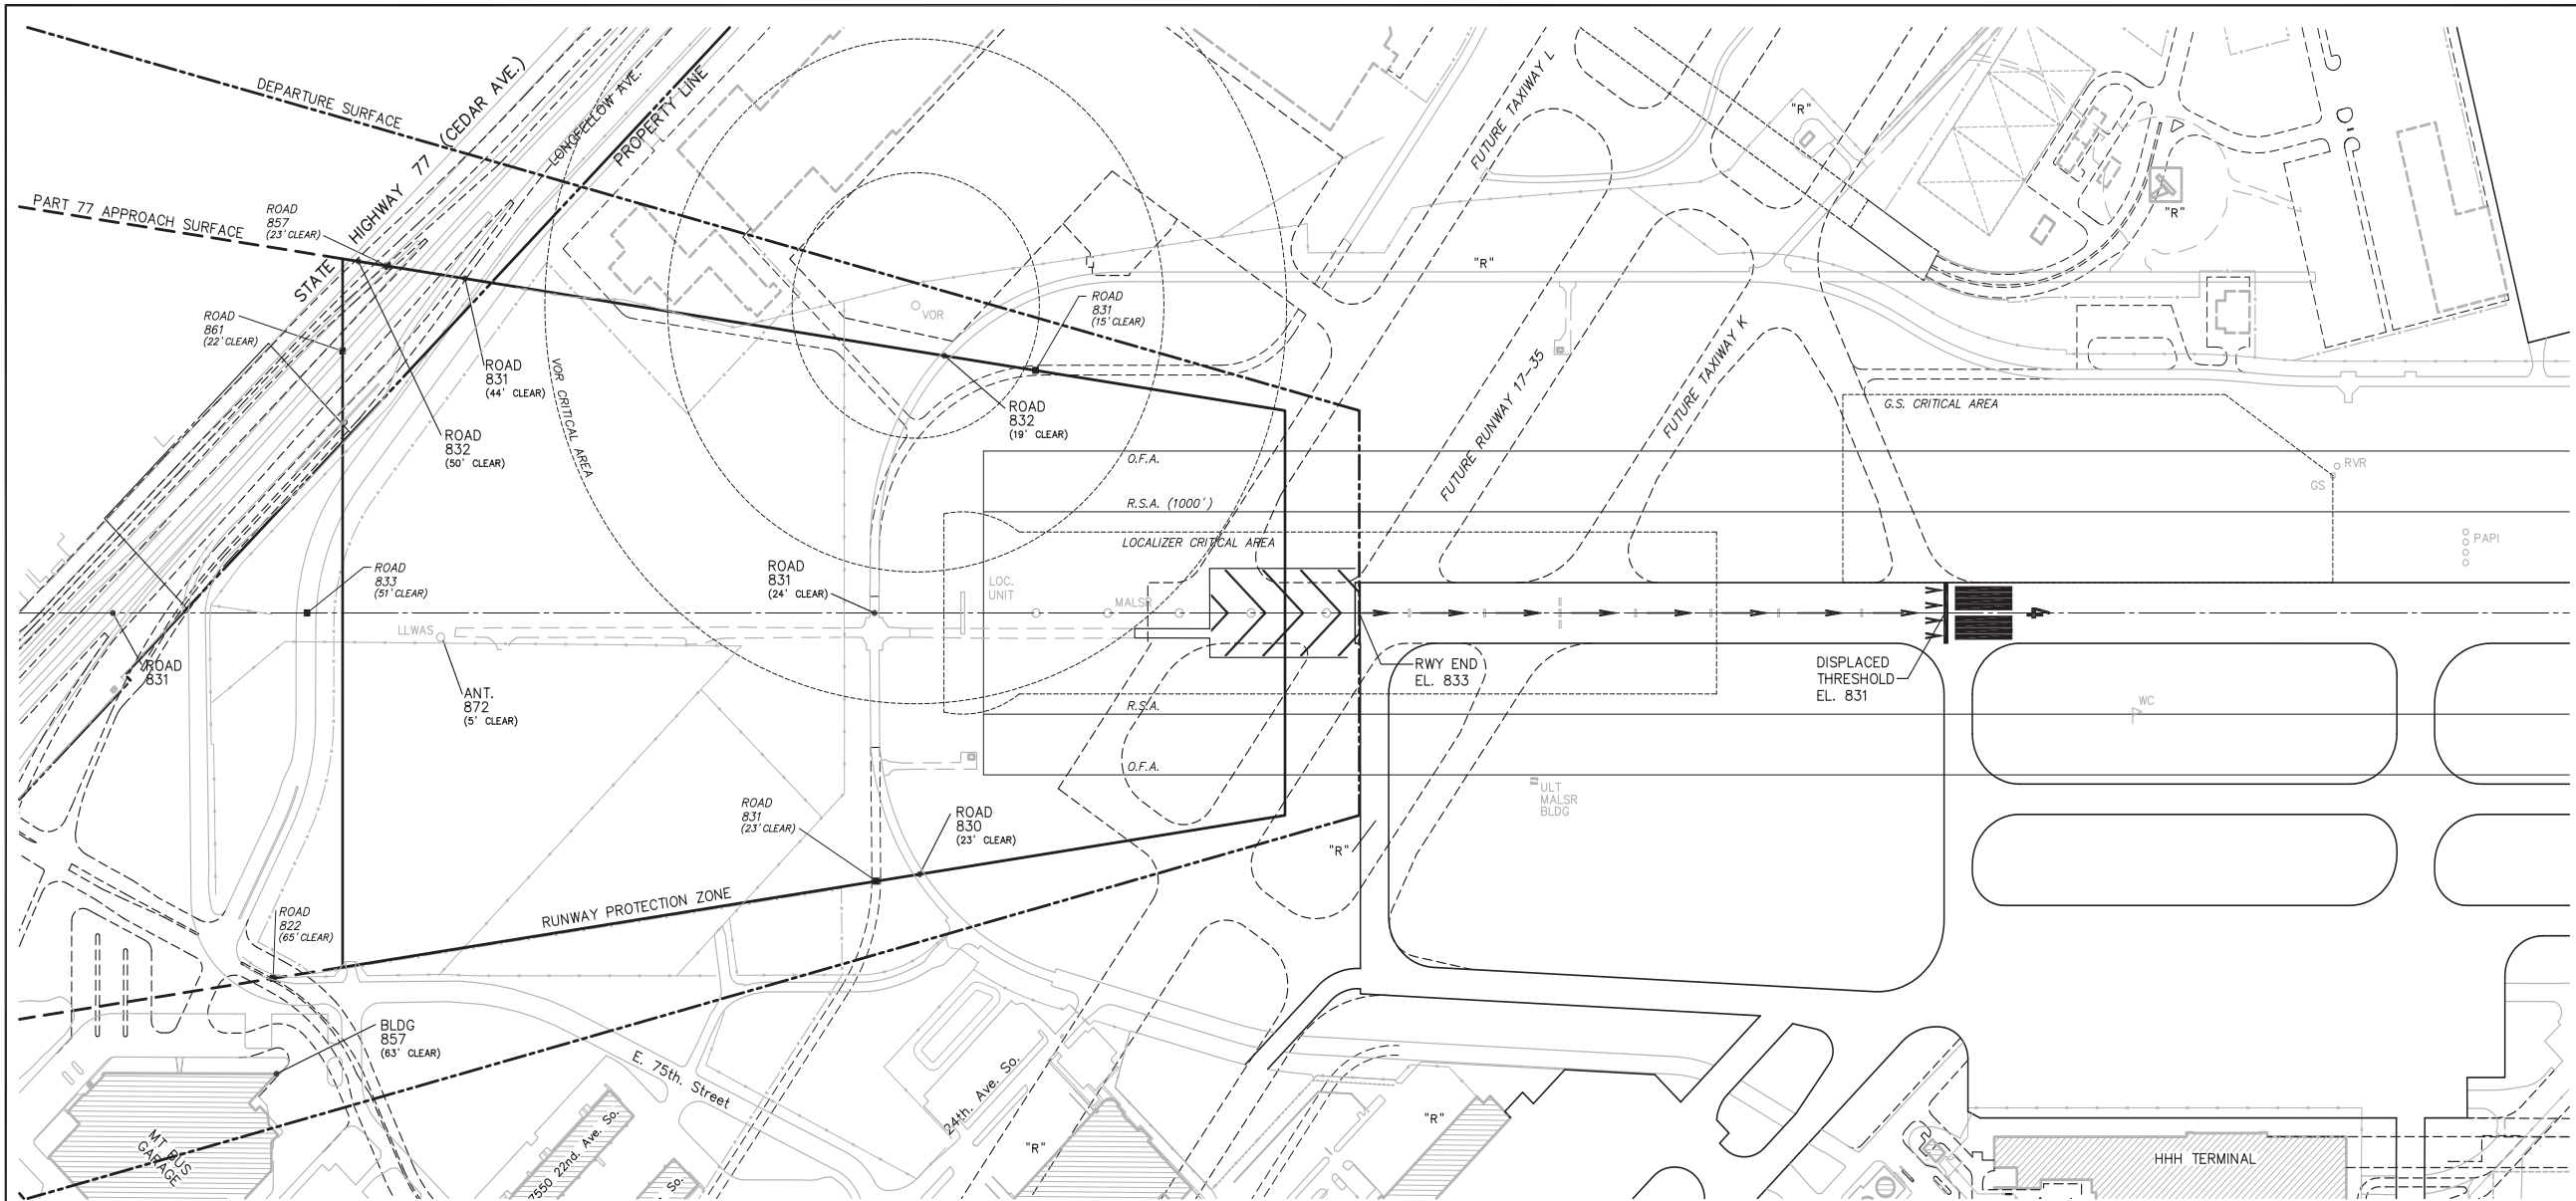 DEPARTURE SURFACE
PART 77 APPROACH SURFACE
STATE HIGHWAY 77 (CEDAR AVE.)
LONGFELLOW AVE.
PROPERTY LINE
ROAD
857
(23' CLEAR)
ROAD
861
(22' CLEAR)
ROAD
831
(44' CLEAR)
ROAD
832
(50' CLEAR)
VOR CRITICAL AREA
VOR
ROAD
831
(15' CLEAR)
ROAD
832
(19' CLEAR)
FUTURE TAXIWAY L
FUTURE RUNWAY 17-35
FUTURE TAXIWAY K
"R"
"R"
"R"
G.S. CRITICAL AREA
RVR
GS
PAPI
O.F.A.
R.S.A. (1000')
LOCALIZER CRITICAL AREA
ROAD
833
(51' CLEAR)
ROAD
831
(24' CLEAR)
LOC.
UNIT
MALSR
LLWAS
ROAD
831
ANT.
872
(5' CLEAR)
4
RWY END
EL. 833
DISPLACED
THRESHOLD
EL. 831
WC
R.S.A.
O.F.A.
ULT
MALSR
BLDG
ROAD
831
(23' CLEAR)
ROAD
830
(23' CLEAR)
"R"
RUNWAY PROTECTION ZONE
ROAD
822
(65' CLEAR)
BLDG
857
(63' CLEAR)
E. 75th. Street
24th. Ave. So.
7550 22nd. Ave. So.
So.
MT BUS
GARAGE
"R"
"R"
HHH TERMINAL